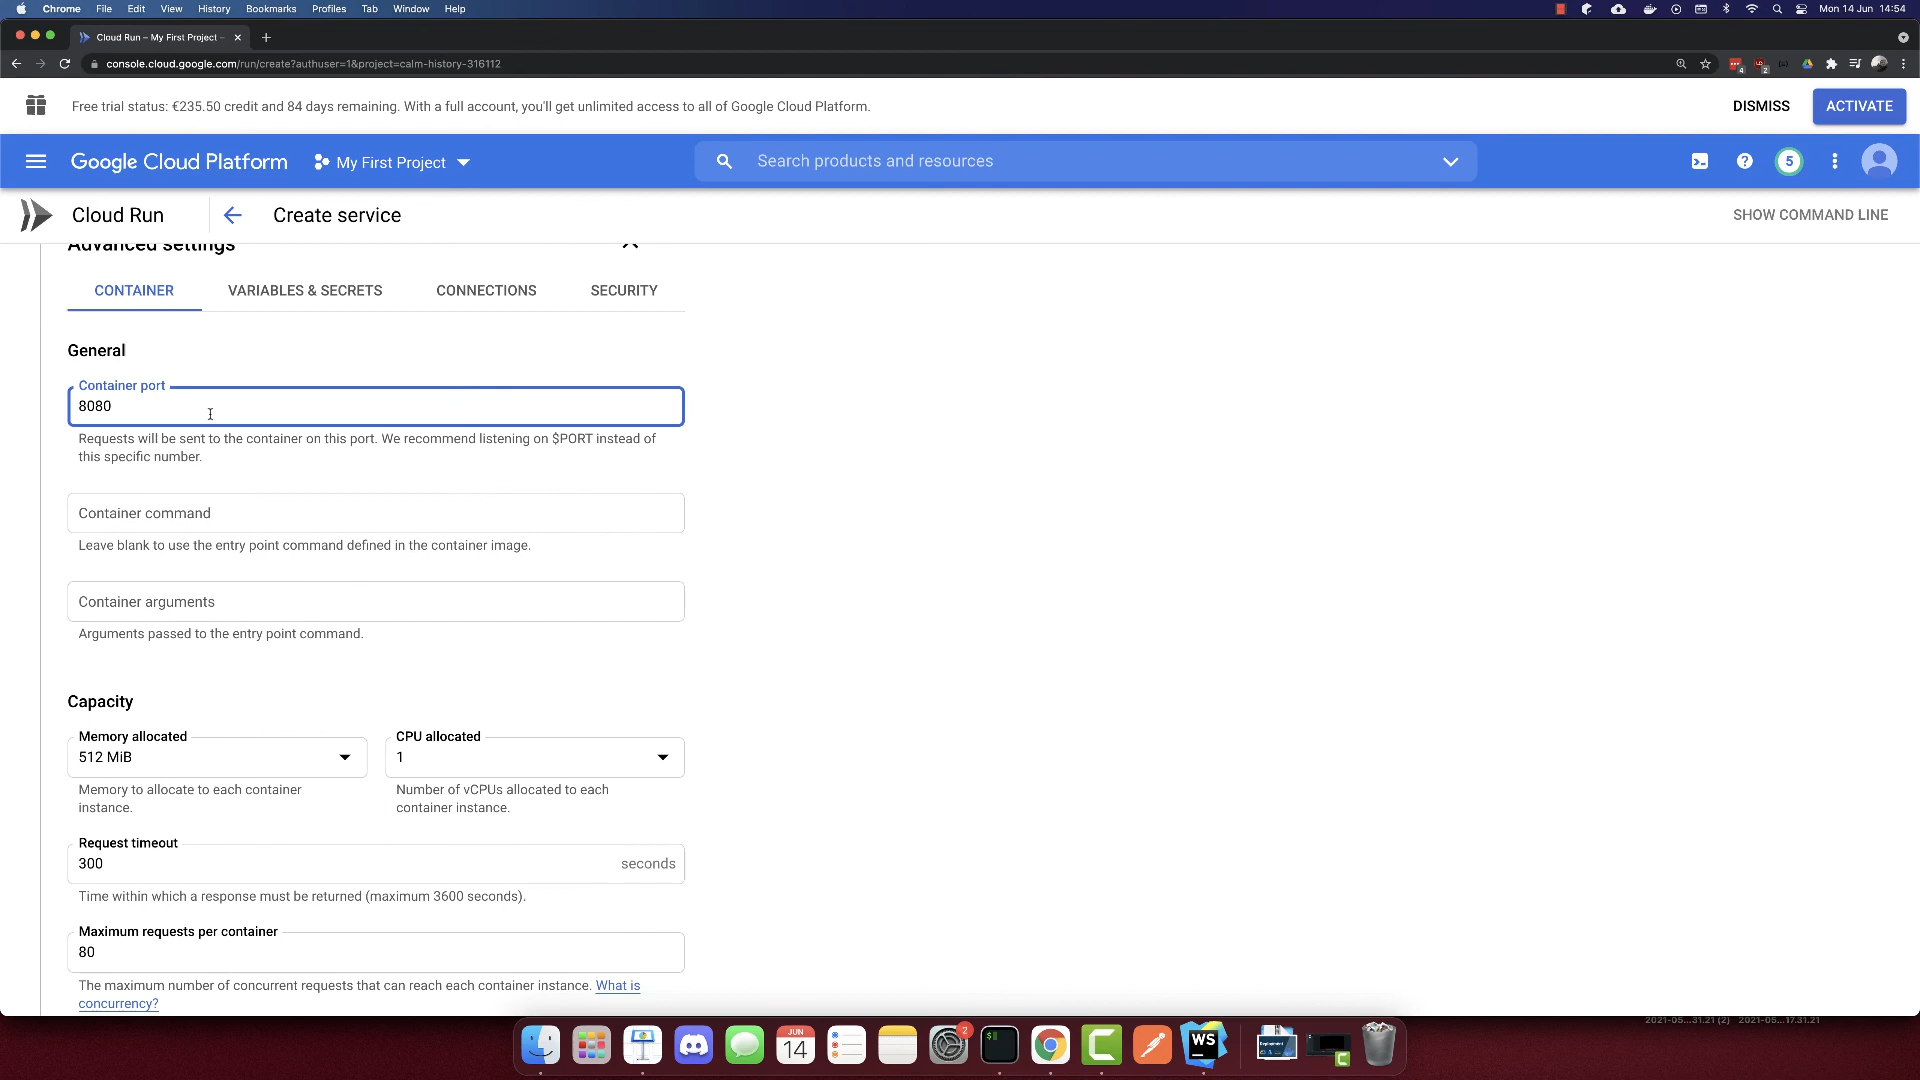 Chrome File Edit View History Bookmarks Profiles Tab Window Help
Mon 14 Jun 14:54
Cloud Run – My First Project –
console.cloud.google.com/run/create?authuser=1&project=calm-history-316112
Free trial status: €235.50 credit and 84 days remaining. With a full account, you'll get unlimited access to all of Google Cloud Platform.
DISMISS
ACTIVATE
Google Cloud Platform
My First Project
Search products and resources
5
Cloud Run
Create service
SHOW COMMAND LINE
Advanced settings
CONTAINER
VARIABLES & SECRETS
CONNECTIONS
SECURITY
General
Container port
8080
Requests will be sent to the container on this port. We recommend listening on $PORT instead of
this specific number.
Container command
Leave blank to use the entry point command defined in the container image.
Container arguments
Arguments passed to the entry point command.
Capacity
Memory allocated
512 MiB
CPU allocated
1
Memory to allocate to each container
instance.
Number of vCPUs allocated to each
container instance.
Request timeout
300
seconds
Time within which a response must be returned (maximum 3600 seconds).
Maximum requests per container
80
The maximum number of concurrent requests that can reach each container instance. What is
concurrency?
2021-05...31.21 (2) 2021-05...17.31.21
JUN
14
2
WS
Deployment